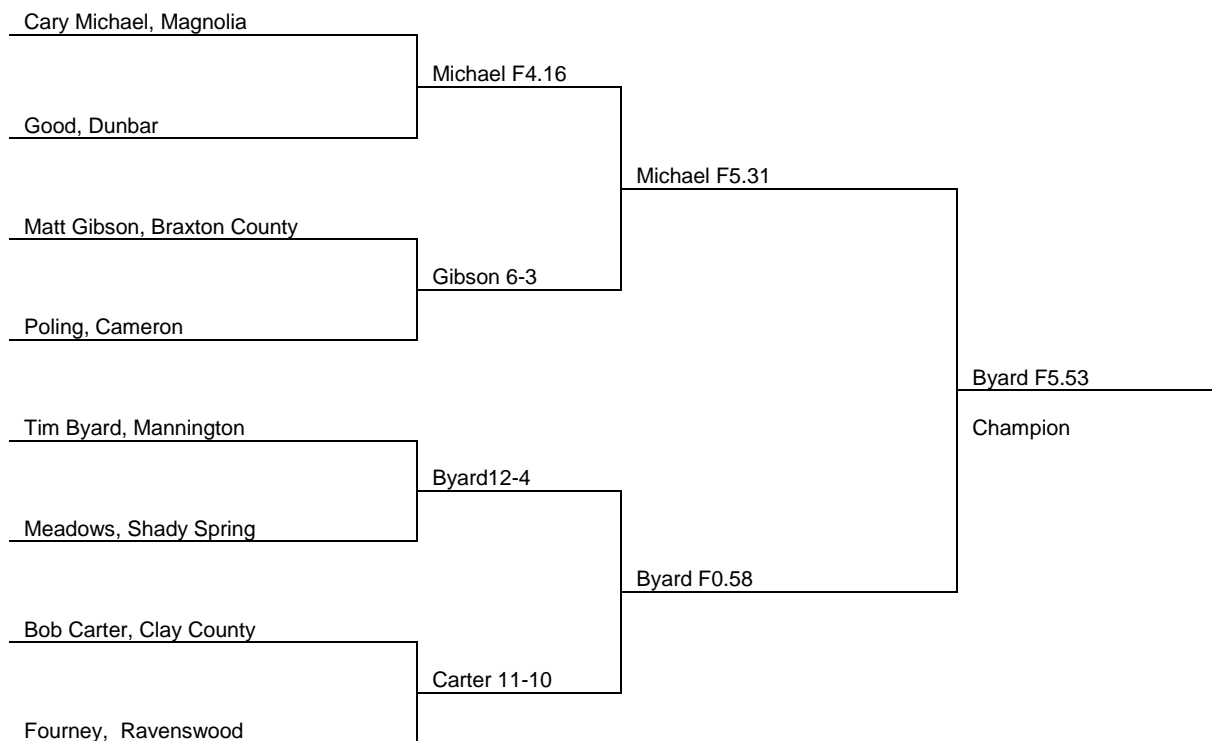 Cary Michael, Magnolia
Michael F4.16
Good, Dunbar
Michael F5.31
Matt Gibson, Braxton County
Gibson 6-3
Poling, Cameron
Byard F5.53
Tim Byard, Mannington
Champion
Byard12-4
Meadows, Shady Spring
Byard F0.58
Bob Carter, Clay County
Carter 11-10
Fourney,  Ravenswood